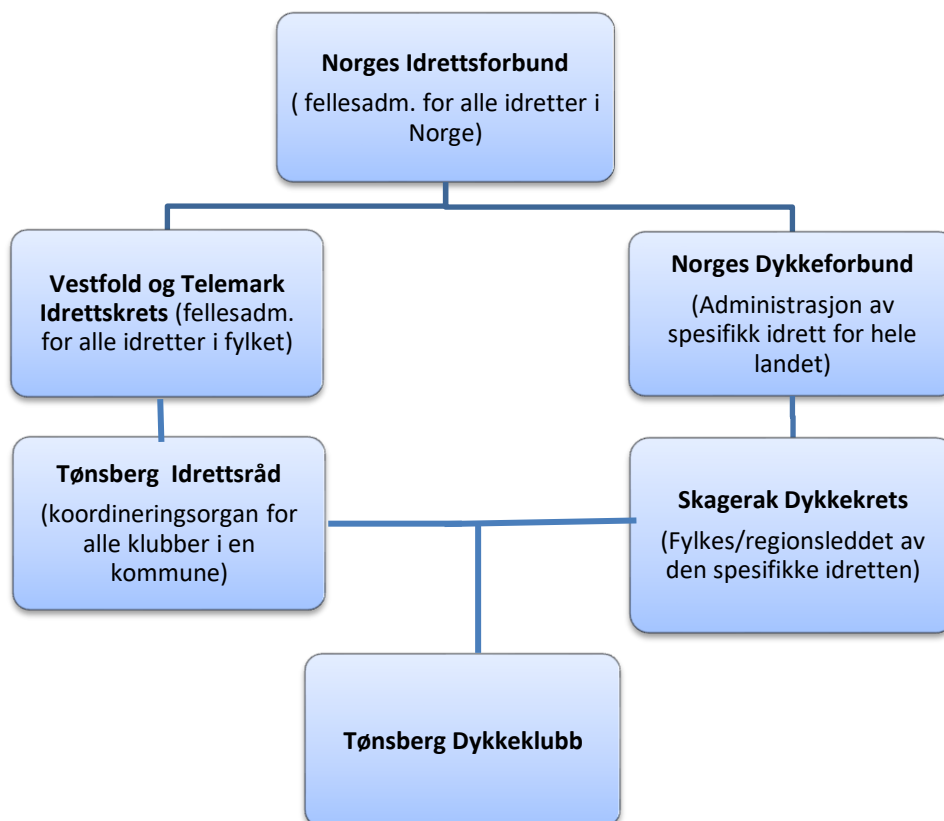 Norges Idrettsforbund
( fellesadm. for alle idretter i
Norge)
Vestfold og Telemark
Idrettskrets (fellesadm.
for alle idretter i fylket)
Norges Dykkeforbund
(Administrasjon av
spesifikk idrett for hele
landet)
Tønsberg  Idrettsråd
(koordineringsorgan for
alle klubber i en
kommune)
Skagerak Dykkekrets
(Fylkes/regionsleddet av
den spesifikke idretten)
Tønsberg Dykkeklubb